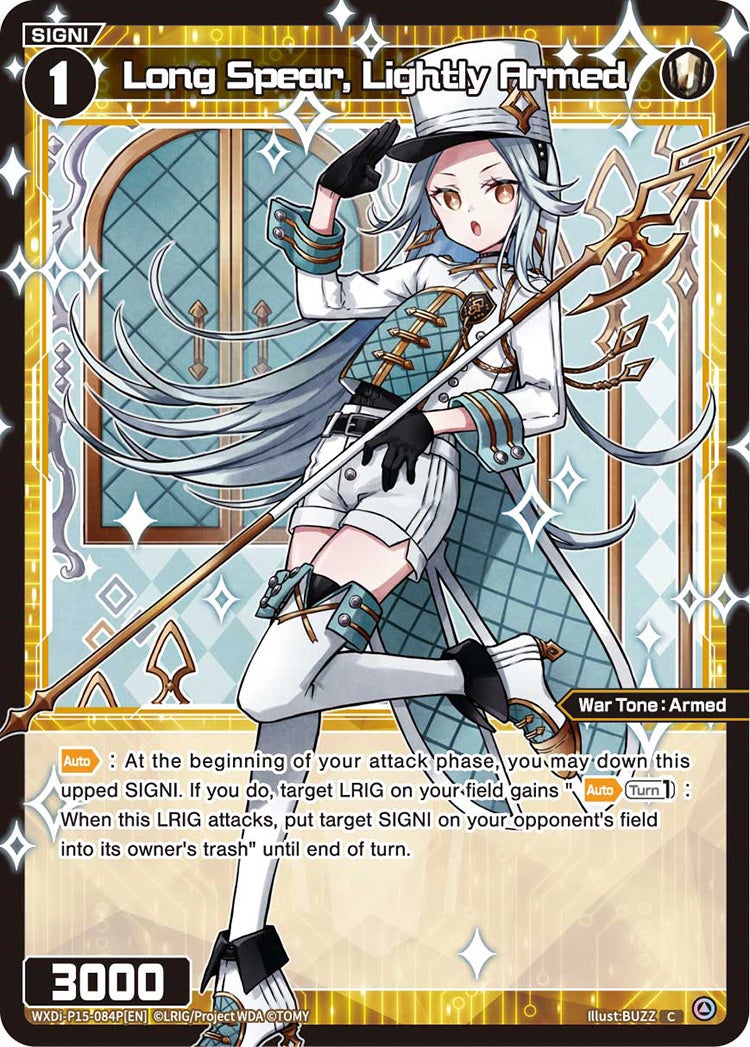 SIGNI
1
Long Spear, Lightly Armed
War Tone : Armed
Auto : At the beginning of your attack phase, you may down this
upped SIGNI. If you do, target LRIG on your field gains " Auto Turn 1 :
When this LRIG attacks, put target SIGNI on your opponent's field
into its owner's trash" until end of turn.
3000
WXDi-P15-084P[EN] ©LRIG/Project WDA ©TOMY
Illust:BUZZ C